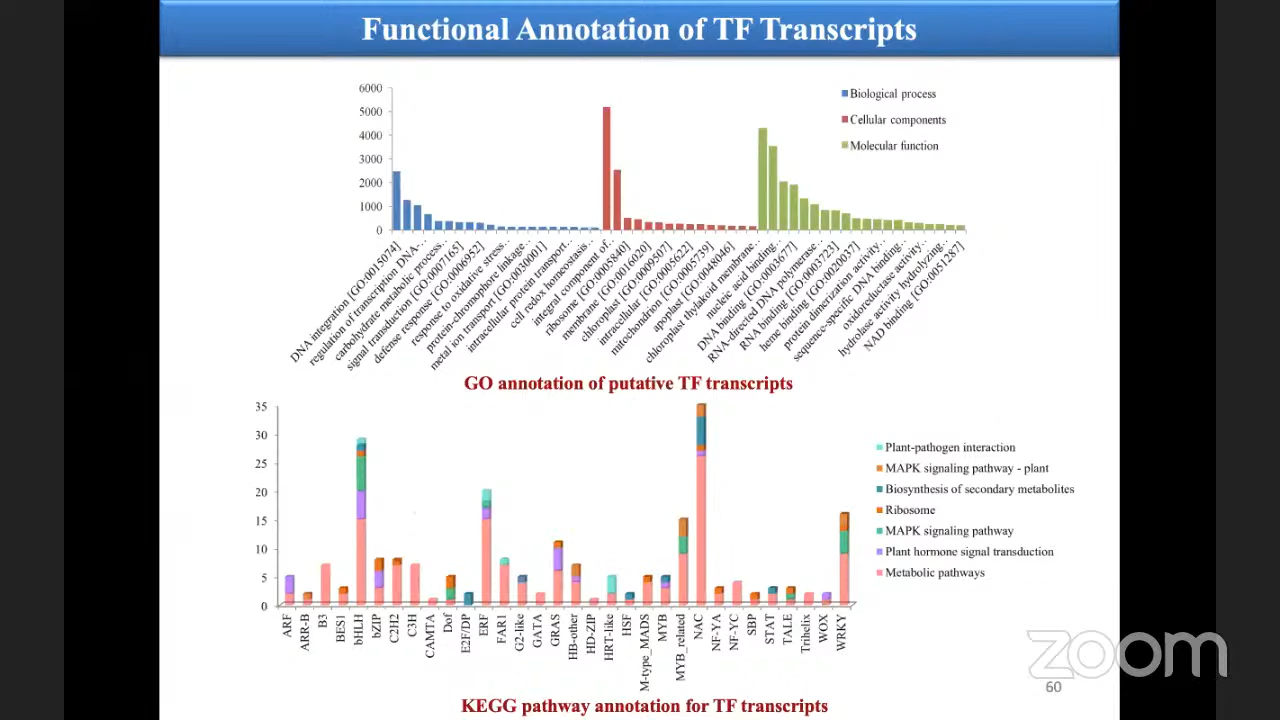 Functional Annotation of TF Transcripts
6000
5000
4000
3000
2000
1000
0
Biological process
Cellular components
Molecular function
DNA integration [GO:0015074]
regulation of transcription DNA-…
carbohydrate metabolic process…
signal transduction [GO:0007165]
defense response [GO:0006952]
response to oxidative stress…
protein-chromophore linkage…
metal ion transport [GO:0030001]
intracellular protein transport…
cell redox homeostasis…
integral component of…
ribosome [GO:0005840]
membrane [GO:0016020]
chloroplast [GO:0009507]
intracellular [GO:0005622]
mitochondrion [GO:0005739]
apoplast [GO:0048046]
chloroplast thylakoid membrane…
nucleic acid binding…
DNA binding [GO:0003677]
RNA-directed DNA polymerase…
RNA binding [GO:0003723]
heme binding [GO:0020037]
protein dimerization activity…
sequence-specific DNA binding…
oxidoreductase activity…
hydrolase activity hydrolyzing…
NAD binding [GO:0051287]
GO annotation of putative TF transcripts
35
30
25
20
15
10
5
0
Plant-pathogen interaction
MAPK signaling pathway - plant
Biosynthesis of secondary metabolites
Ribosome
MAPK signaling pathway
Plant hormone signal transduction
Metabolic pathways
ARF
ARR-B
B3
BES1
bHLH
bZIP
C2H2
C3H
CAMTA
Dof
E2F/DP
ERF
FAR1
G2-like
GATA
GRAS
HB-other
HD-ZIP
HRT-like
HSF
M-type_MADS
MYB
MYB_related
NAC
NF-YA
NF-YC
SBP
STAT
TALE
Trihelix
WOX
WRKY
KEGG pathway annotation for TF transcripts
zoom
60